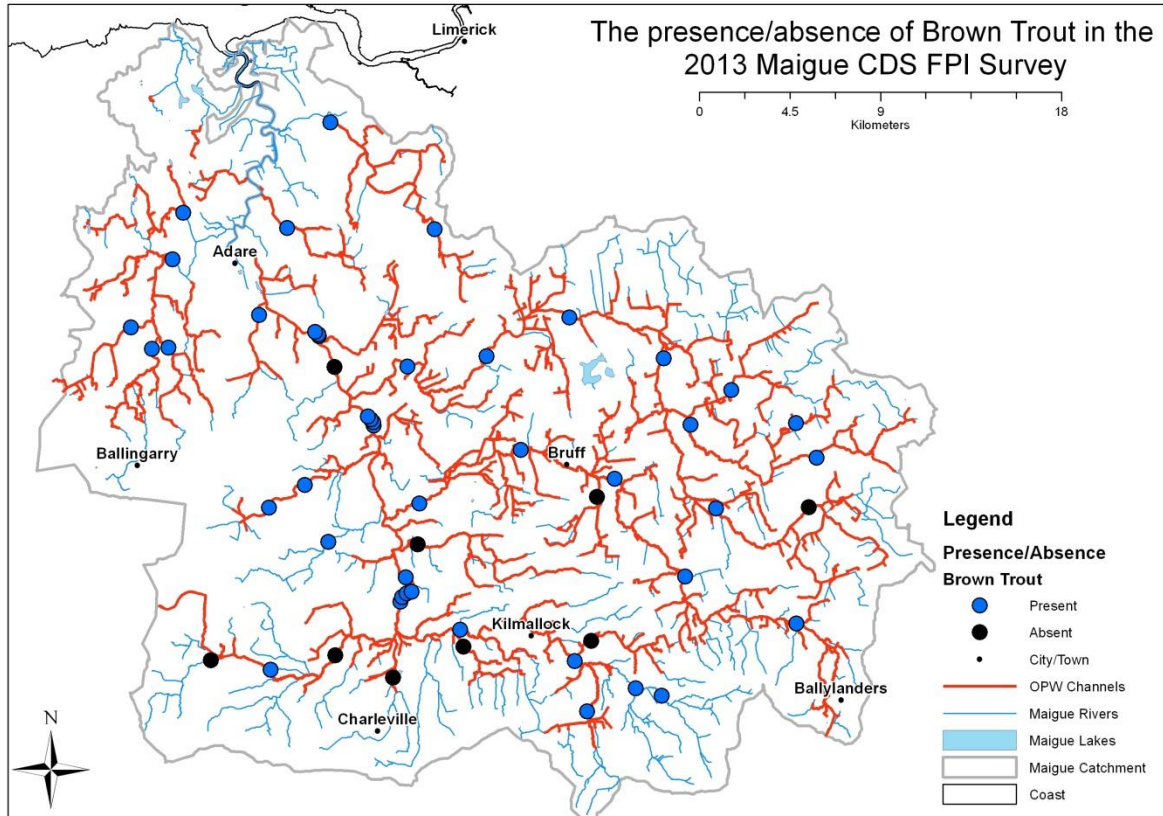 The presence/absence of Brown Trout in the
2013 Maigue CDS FPI Survey
0 4.5 9 18
Kilometers
Limerick
Adare
Ballingarry
Bruff
Kilmallock
Charleville
Ballylanders
N
Legend
Presence/Absence
Brown Trout
Present
Absent
City/Town
OPW Channels
Maigue Rivers
Maigue Lakes
Maigue Catchment
Coast